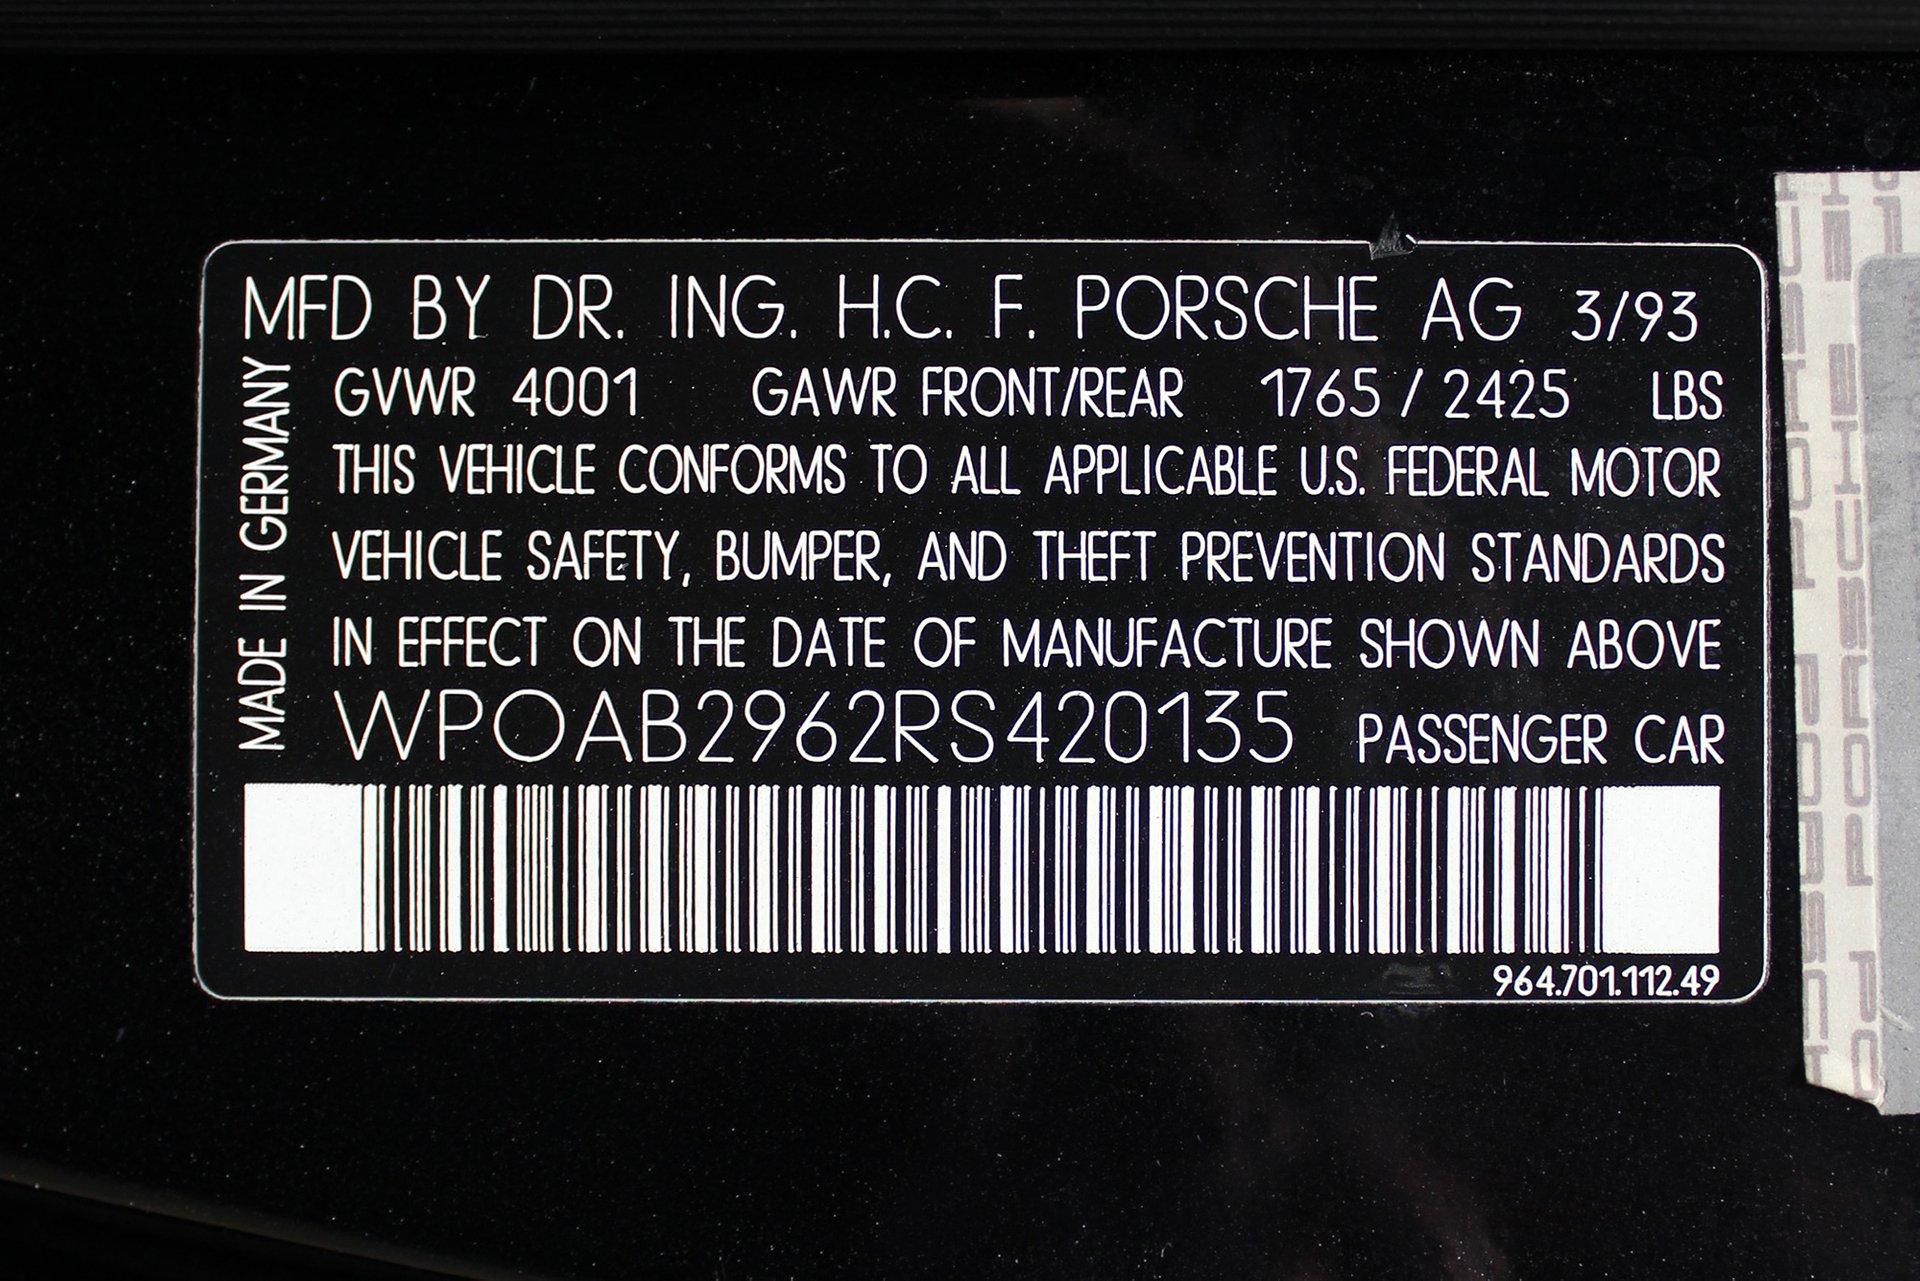 MFD BY DR. ING. H.C. F. PORSCHE AG 3/93
MADE IN GERMANY
GVWR 4001 GAWR FRONT/REAR 1765 / 2425 LBS
THIS VEHICLE CONFORMS TO ALL APPLICABLE U.S. FEDERAL MOTOR
VEHICLE SAFETY, BUMPER, AND THEFT PREVENTION STANDARDS
IN EFFECT ON THE DATE OF MANUFACTURE SHOWN ABOVE
WP0AB2962RS420135 PASSENGER CAR
964.701.112.49
PORSCHE